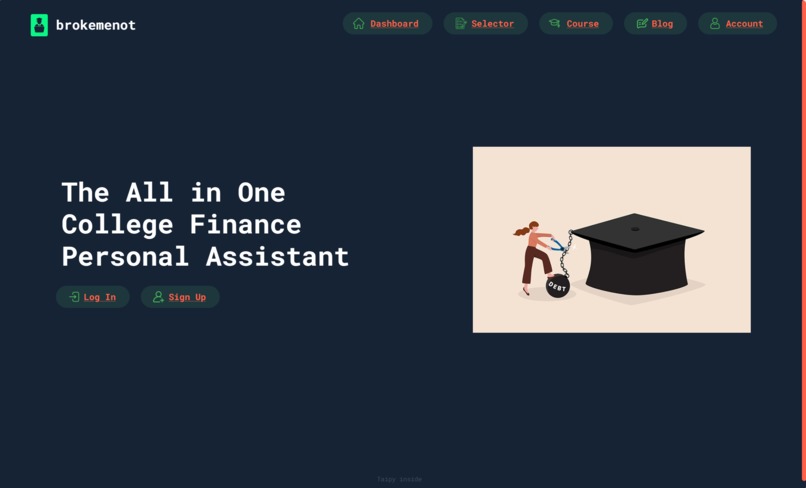 brokemenot
Dashboard
Selector
Course
Blog
Account
The All in One
College Finance
Personal Assistant
Log In
Sign Up
DEBT
Taipy inside